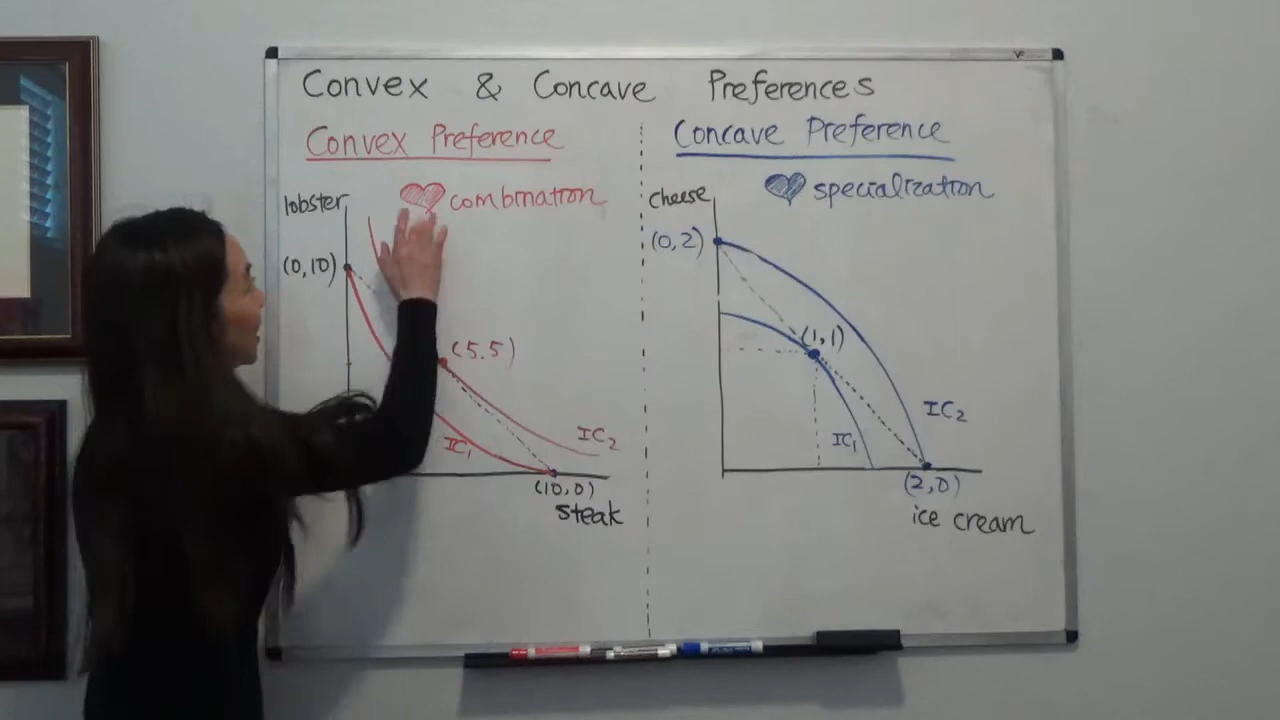 Convex & Concave Preferences
Convex Preference
combination
lobster
(0,10)
(5.5)
IC1
IC2
(10,0)
steak
Concave Preference
specialization
cheese
(0,2)
(1,1)
IC1
IC2
(2,0)
ice cream